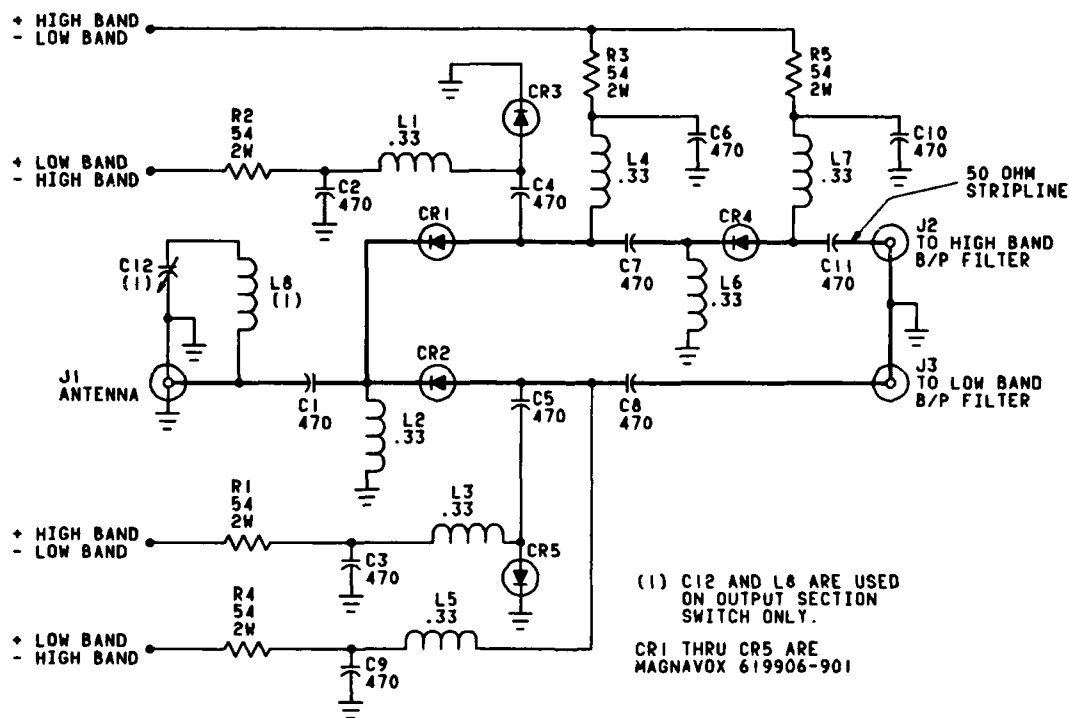 + HIGH BAND
- LOW BAND
R3
54
2W
R5
54
2W
CR3
R2
54
2W
L1
.33
C6
470
C10
470
L4
.33
L7
.33
+ LOW BAND
- HIGH BAND
C2
470
C4
470
50 OHM
STRIPLINE
CR1
CR4
J2
TO HIGH BAND
B/P FILTER
C12
(1)
L8
(1)
C7
470
L6
.33
C11
470
CR2
J1
ANTENNA
J3
TO LOW BAND
B/P FILTER
C1
470
L2
.33
C5
470
C8
470
R1
54
2W
L3
.33
+ HIGH BAND
- LOW BAND
C3
470
CR5
R4
54
2W
L5
.33
(1) C12 AND L8 ARE USED
ON OUTPUT SECTION
SWITCH ONLY.
+ LOW BAND
- HIGH BAND
C9
470
CR1 THRU CR5 ARE
MAGNAVOX 619906-901